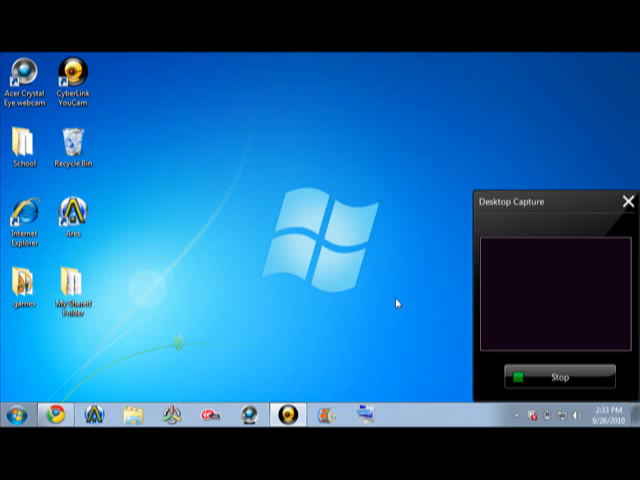 Acer Crystal
Eye webcam
CyberLink
YouCam
School
Recycle Bin
Internet
Explorer
Ares
games
My Shared
Folder
Desktop Capture
Stop
2:33 PM
9/26/2010